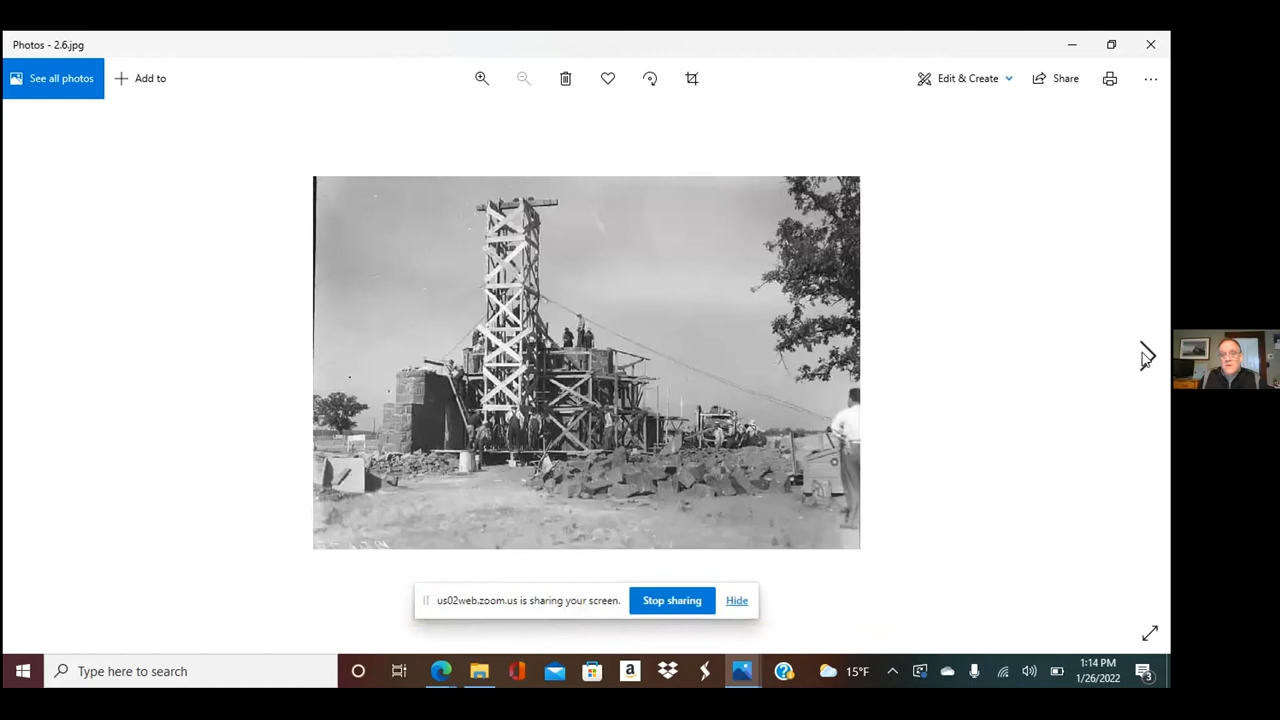 Photos - 2.6.jpg
See all photos
Add to
Edit & Create
Share
us02web.zoom.us is sharing your screen.
Stop sharing
Hide
Type here to search
15°F
1:14 PM
1/26/2022
3